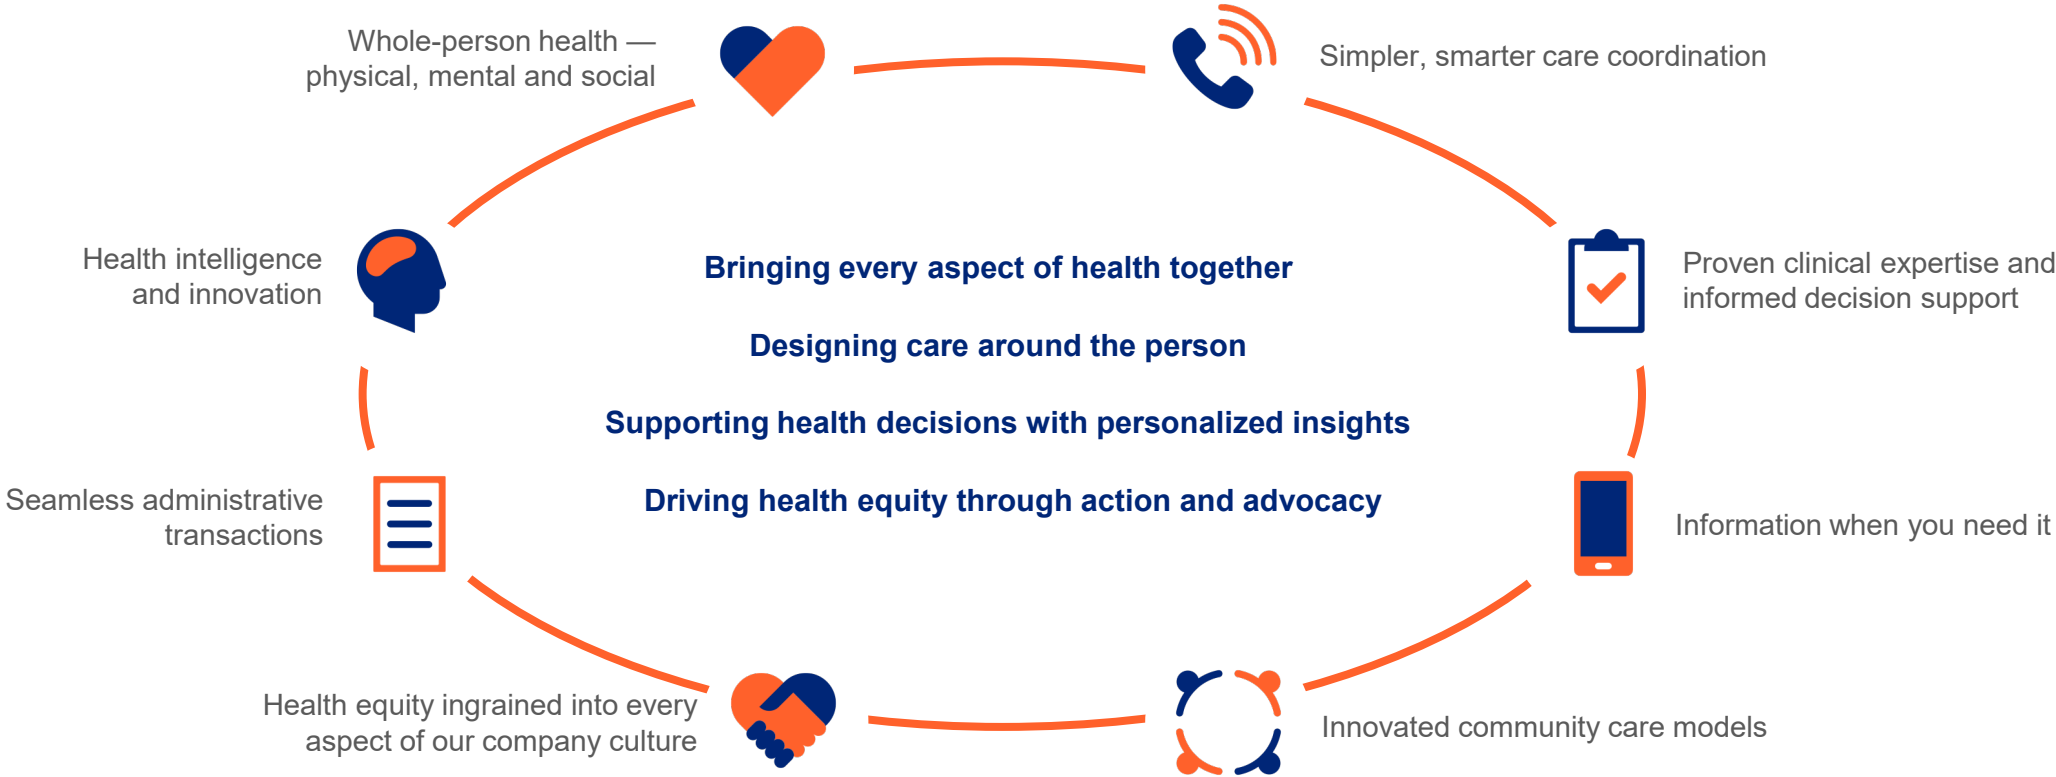 Whole-person health —
physical, mental and social
Simpler, smarter care coordination
Health intelligence
and innovation
Proven clinical expertise and
informed decision support
Bringing every aspect of health together
Designing care around the person
Supporting health decisions with personalized insights
Driving health equity through action and advocacy
Seamless administrative
transactions
Information when you need it
Health equity ingrained into every
aspect of our company culture
Innovated community care models